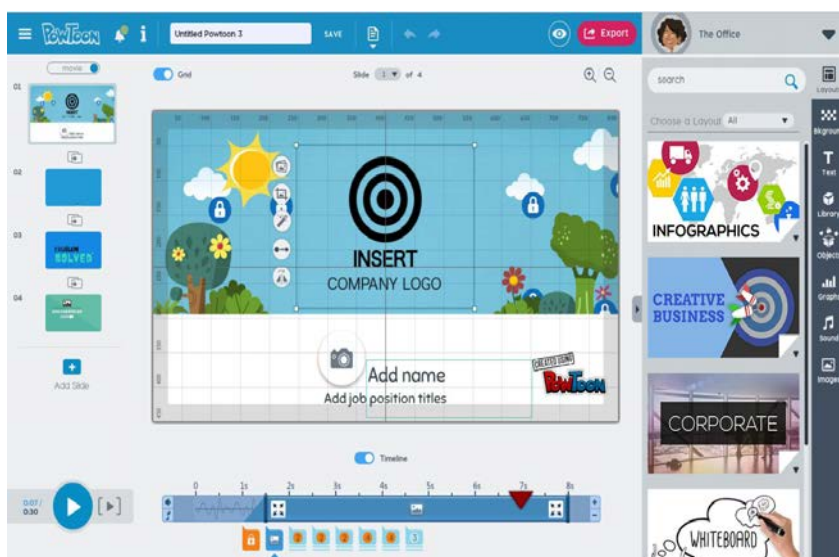 POWTOON
i
Untitled Powtoon 3
SAVE
Export
The Office
movie
Grid
Slide 1 of 4
search
Layout
Choose a Layout All
Bkground
01
02
03
04
INSERT
COMPANY LOGO
Add name
Add job position titles
CREATED USING
POWTOON
INFOGRAPHICS
CREATIVE
BUSINESS
CORPORATE
WHITEBOARD
Text
Library
Objects
Graphs
Sound
Images
Add Slide
Timeline
0:07 /
0:30
0 1s 2s 3s 4s 5s 6s 7s 8s